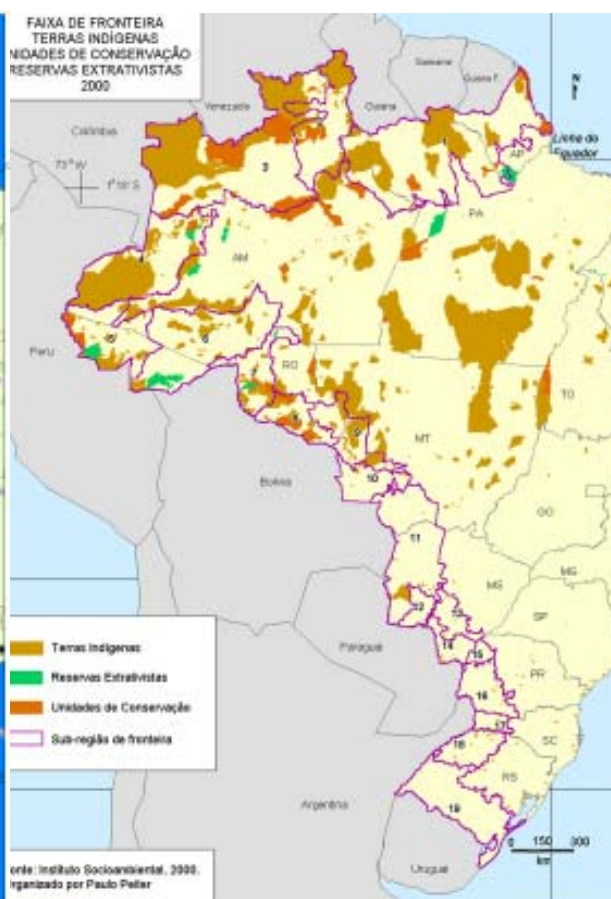 FAIXA DE FRONTEIRA
TERRAS INDÍGENAS
NIDADES DE CONSERVAÇÃO
RESERVAS EXTRATIVISTAS
2000
Suriname
Guiana F.
N
Venezuela
Guiana
Colômbia
Linha do
Equador
AP
73° W
1
3
PA
AM
4
5
6
Peru
7
RO
8
9
TO
MT
Bolívia
10
GO
11
MG
MS
12
13
SP
Paraguai
14
15
PR
16
17
SC
18
RS
19
Argentina
Uruguai
0 150 300
km
Terras Indígenas
Reservas Extrativistas
Unidades de Conservação
Sub-região de fronteira
onte: Instituto Socioambiental, 2000.
rganizado por Paulo Peiter